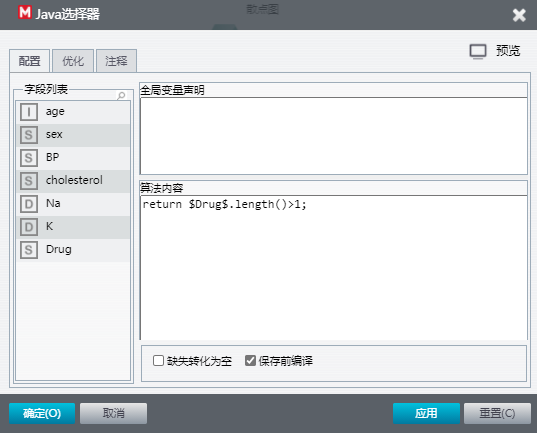 散点图
M Java选择器
预览
配置 优化 注释
字段列表
全局变量声明
I age
S sex
S BP
S cholesterol
D Na
D K
S Drug
算法内容
return $Drug$.length()>1;
缺失转化为空 保存前编译
确定(O) 取消 应用 重置(C)